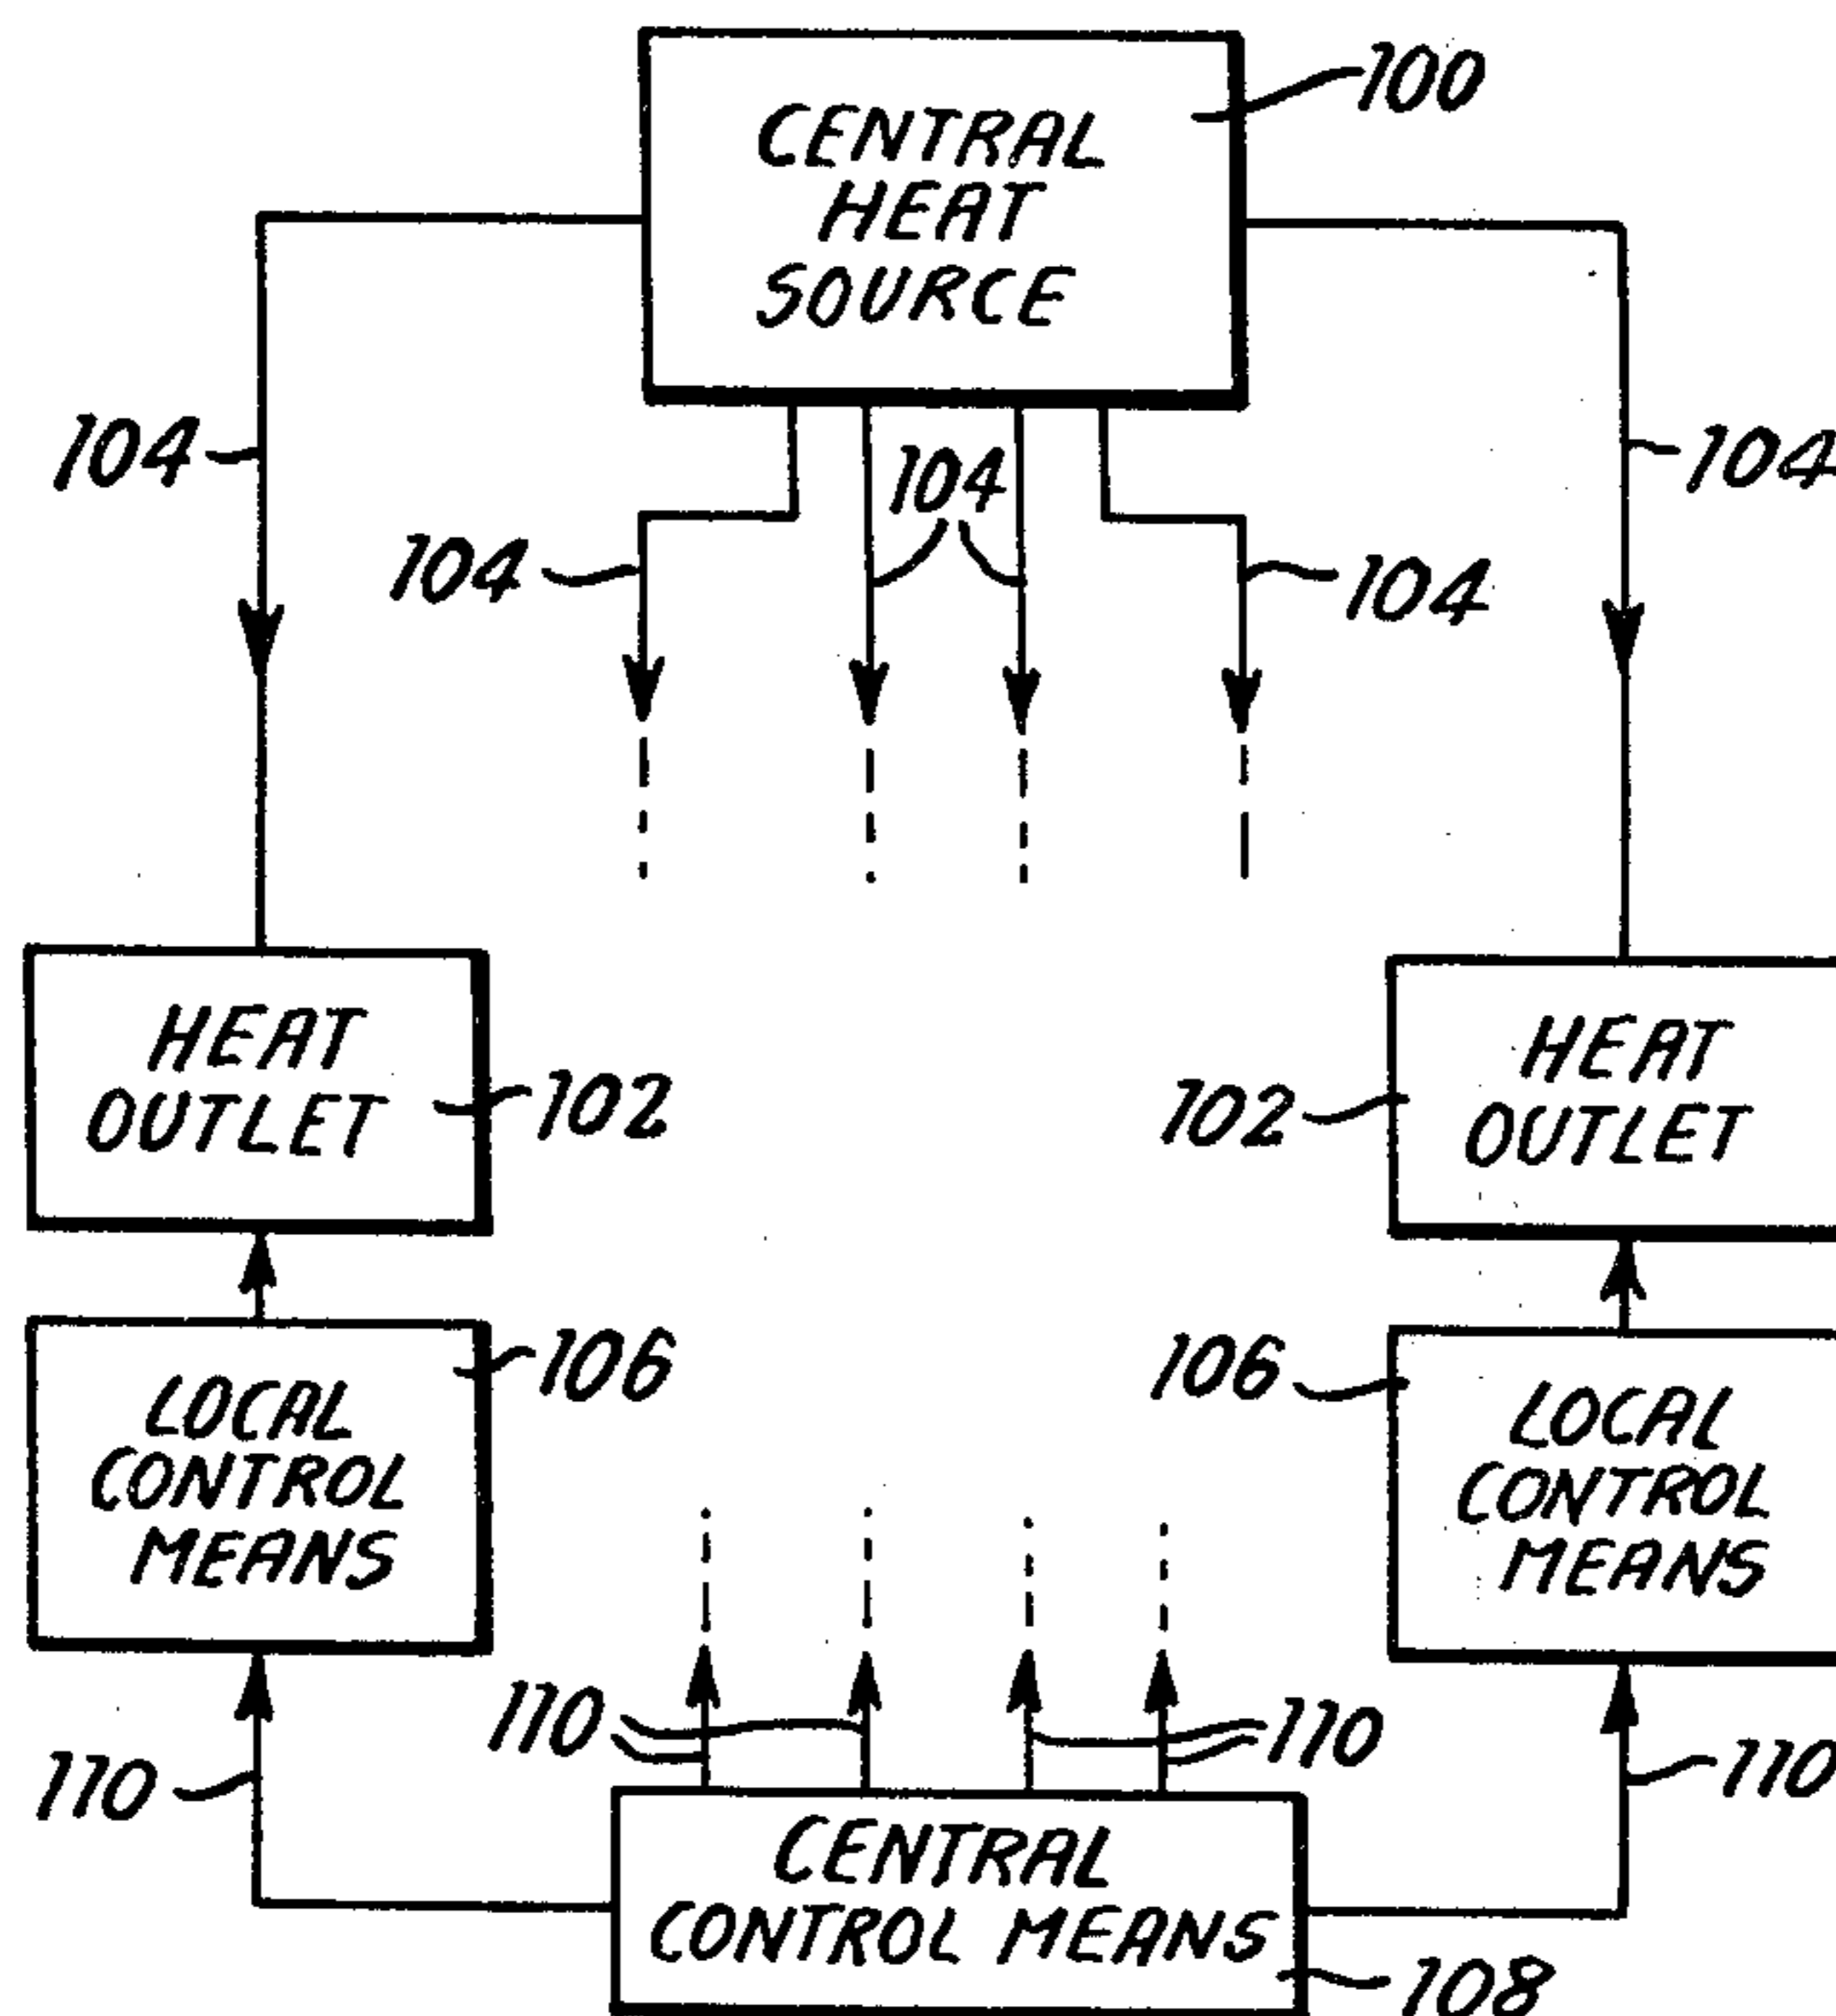 100
CENTRAL
HEAT
SOURCE
104
104
104
104
104
HEAT
OUTLET
102
102
HEAT
OUTLET
106
LOCAL
CONTROL
MEANS
106
LOCAL
CONTROL
MEANS
110
110
110
110
CENTRAL
CONTROL MEANS
108